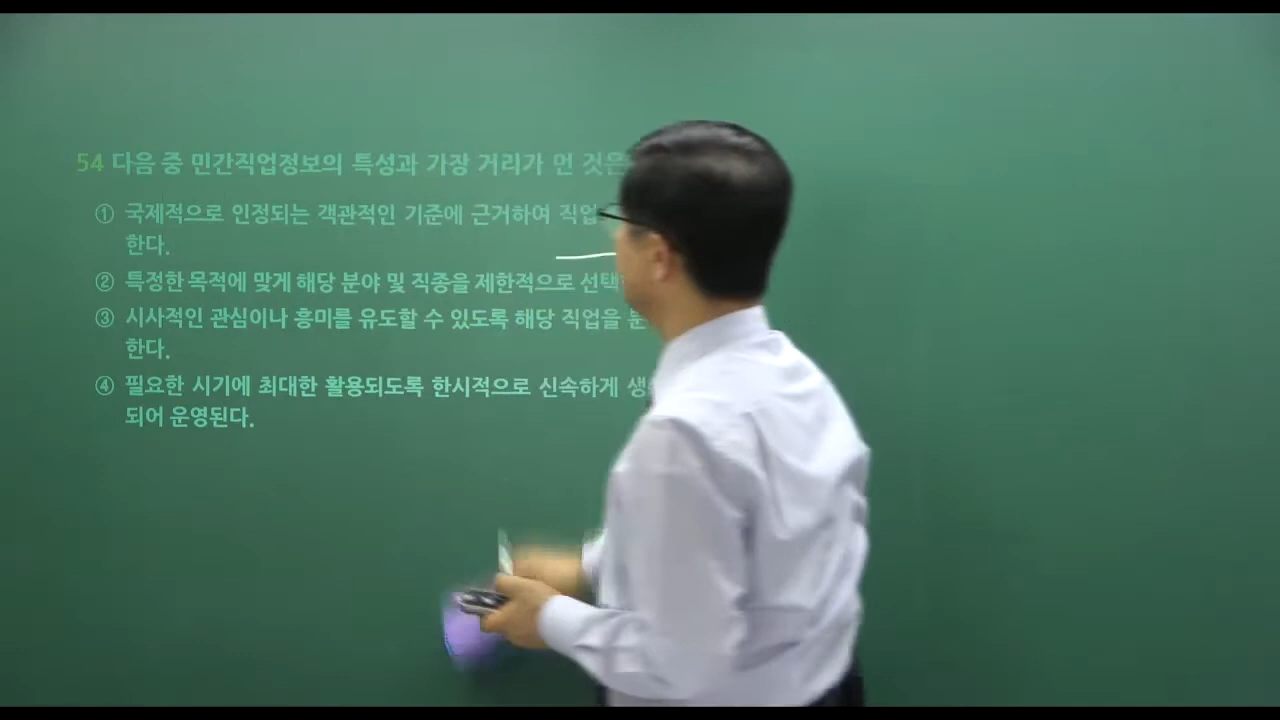 54 다음 중 민간직업정보의 특성과 가장 거리가 먼 것은
① 국제적으로 인정되는 객관적인 기준에 근거하여
한다.
② 특정한 목적에 맞게 해당 분야 및 직종을 제한적으로
③ 시사적인 관심이나 흥미를 유도할 수 있도록 해당 직업을
한다.
④ 필요한 시기에 최대한 활용되도록 한시적으로 신속하게
되어 운영된다.